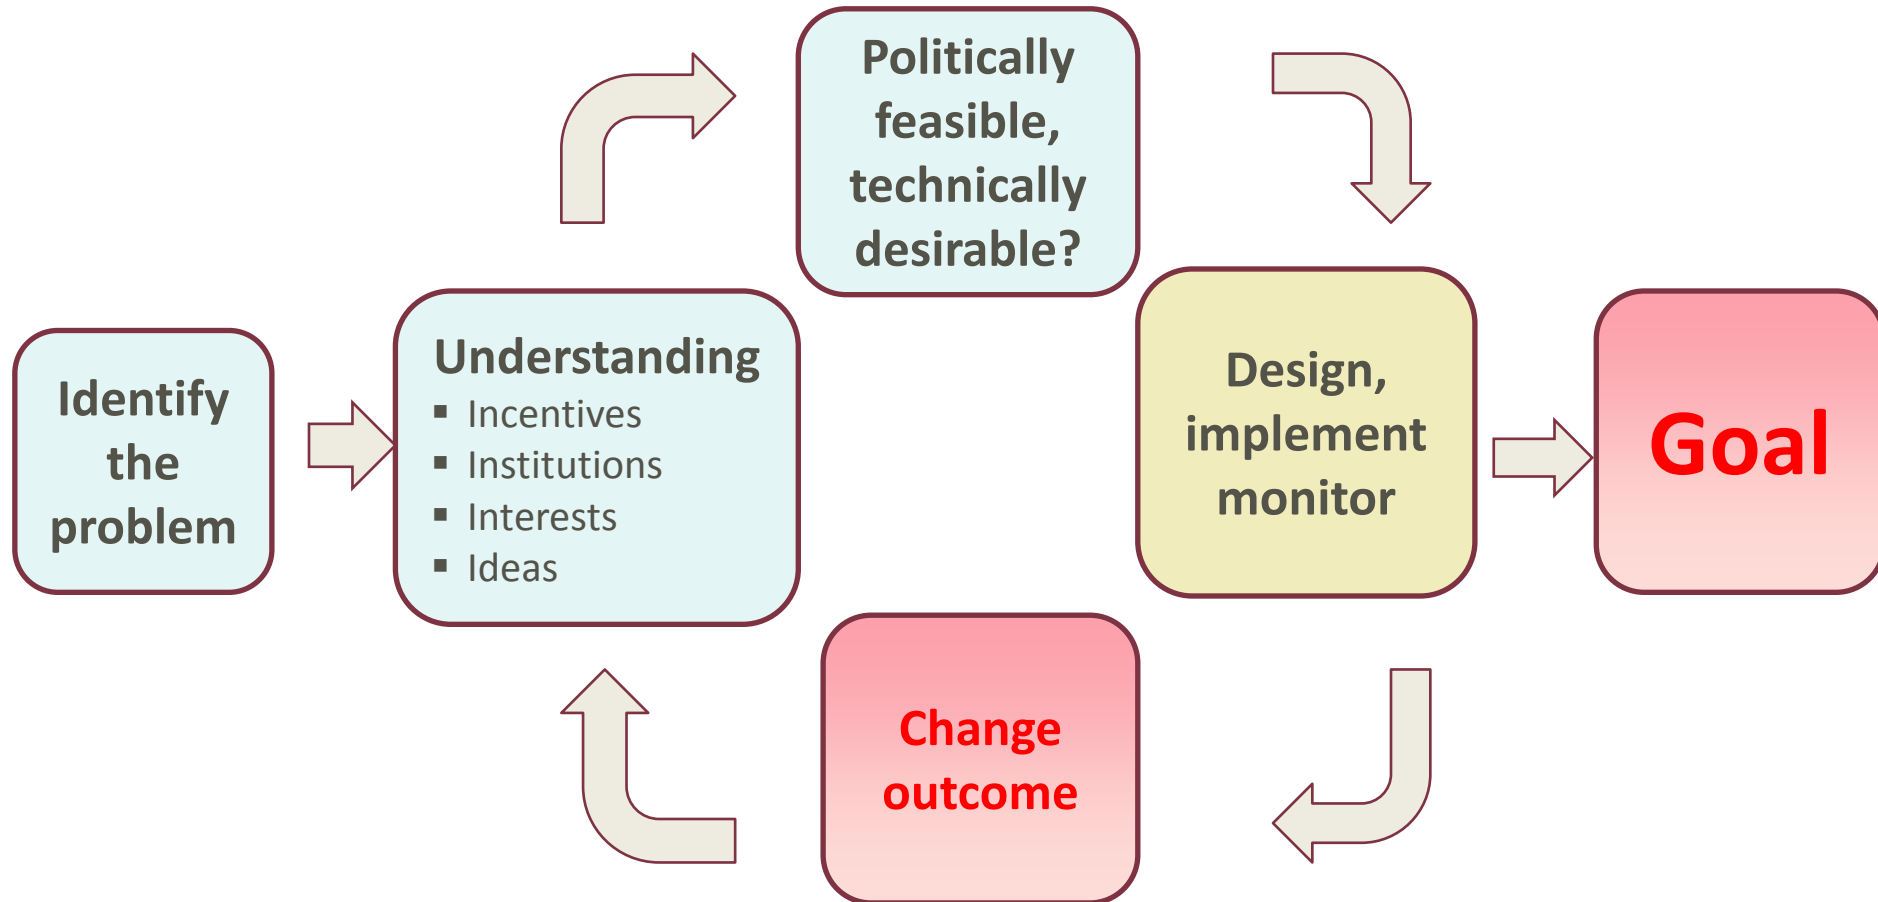 Identify
the
problem
Understanding
▪ Incentives
▪ Institutions
▪ Interests
▪ Ideas
Politically
feasible,
technically
desirable?
Design,
implement
monitor
Goal
Change
outcome